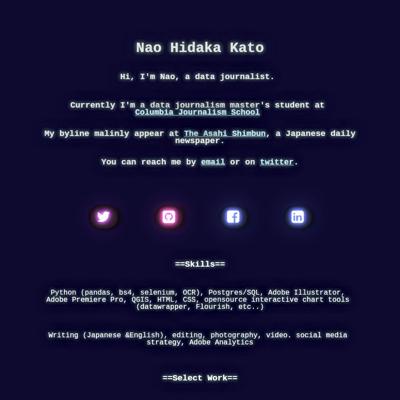 Nao Hidaka Kato
Hi, I'm Nao, a data journalist.
Currently I'm a data journalism master's student at
Columbia Journalism School
My byline malinly appear at The Asahi Shimbun, a Japanese daily
newspaper.
You can reach me by email or on twitter.
==Skills==
Python (pandas, bs4, selenium, OCR), Postgres/SQL, Adobe Illustrator,
Adobe Premiere Pro, QGIS, HTML, CSS, opensource interactive chart tools
(datawrapper, Flourish, etc..)
Writing (Japanese &English), editing, photography, video. social media
strategy, Adobe Analytics
==Select Work==